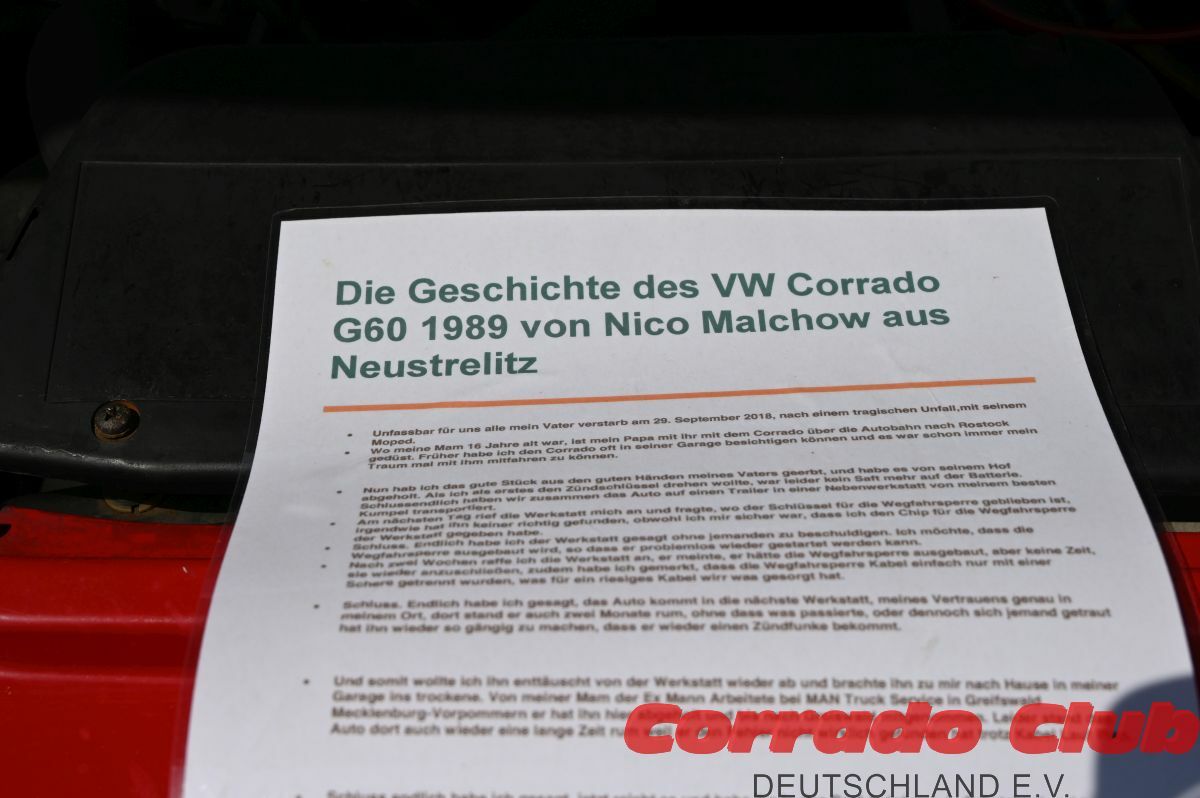 Die Geschichte des VW Corrado
G60 1989 von Nico Malchow aus
Neustrelitz
• Unfassbar für uns alle mein Vater verstarb am 29. September 2018, nach einem tragischen Unfall,mit seinem
Moped.
• Wo meine Mam 16 Jahre alt war, ist mein Papa mit ihr mit dem Corrado über die Autobahn nach Rostock
gedüst. Früher habe ich den Corrado oft in seiner Garage besichtigen können und es war schon immer mein
Traum mal mit ihm mitfahren zu können.
• Nun hab ich das gute Stück aus den guten Händen meines Vaters geerbt, und habe es von seinem Hof
abgeholt. Als ich als erstes den Zündschlüssel drehen wollte, war leider kein Saft mehr auf der Batterie.
Schlussendlich haben wir zusammen das Auto auf einen Trailer in einer Nebenwerkstatt von meinem besten
Kumpel transportiert.
• Am nächsten Tag rief die Werkstatt mich an und fragte, wo der Schlüssel für die Wegfahrsperre geblieben ist,
irgendwie hat ihn keiner richtig gefunden, obwohl ich mir sicher war, dass ich den Chip für die Wegfahrsperre
der Werkstatt gegeben habe.
• Schluss. Endlich habe ich der Werkstatt gesagt ohne jemanden zu beschuldigen. Ich möchte, dass die
Wegfahrsperre ausgebaut wird, so dass er problemlos wieder gestartet werden kann.
• Nach zwei Wochen raffe ich die Werkstatt an, er meinte, er hätte die Wegfahrsperre ausgebaut, aber keine Zeit,
sie wieder anzuschließen, zudem habe ich gemerkt, dass die Wegfahrsperre Kabel einfach nur mit einer
Schere getrennt wurden, was für ein riesiges Kabel wirr was gesorgt hat.
• Schluss. Endlich habe ich gesagt, das Auto kommt in die nächste Werkstatt, meines Vertrauens genau in
meinem Ort, dort stand er auch zwei Monate rum, ohne dass was passierte, oder dennoch sich jemand getraut
hat ihn wieder so gängig zu machen, dass er wieder einen Zündfunke bekommt.
• Und somit wollte ich ihn enttäuscht von der Werkstatt wieder ab und brachte ihn zu mir nach Hause in meiner
Garage ins trockene. Von meiner Mam der Ex Mann Arbeitete bei MAN Truck Service in Greifswald
Mecklenburg-Vorpommern er hat ihn
Auto dort auch wieder eine lange Zeit
Corrado Club
DEUTSCHLAND E.V.